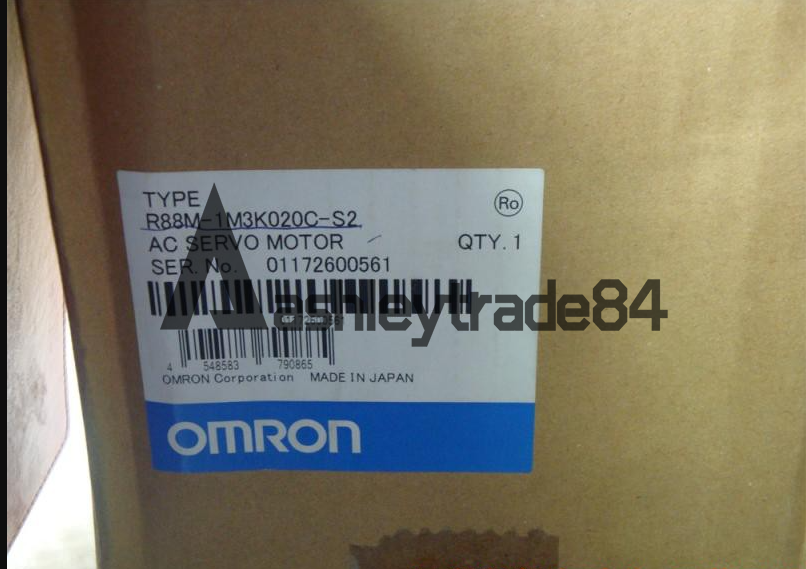 TYPE
Ro
R88M-1M3K020C-S2
AC SERVO MOTOR
QTY. 1
SER. No. 01172600561
ashleytrade84
4 548583 790865
OMRON Corporation MADE IN JAPAN
OMRON